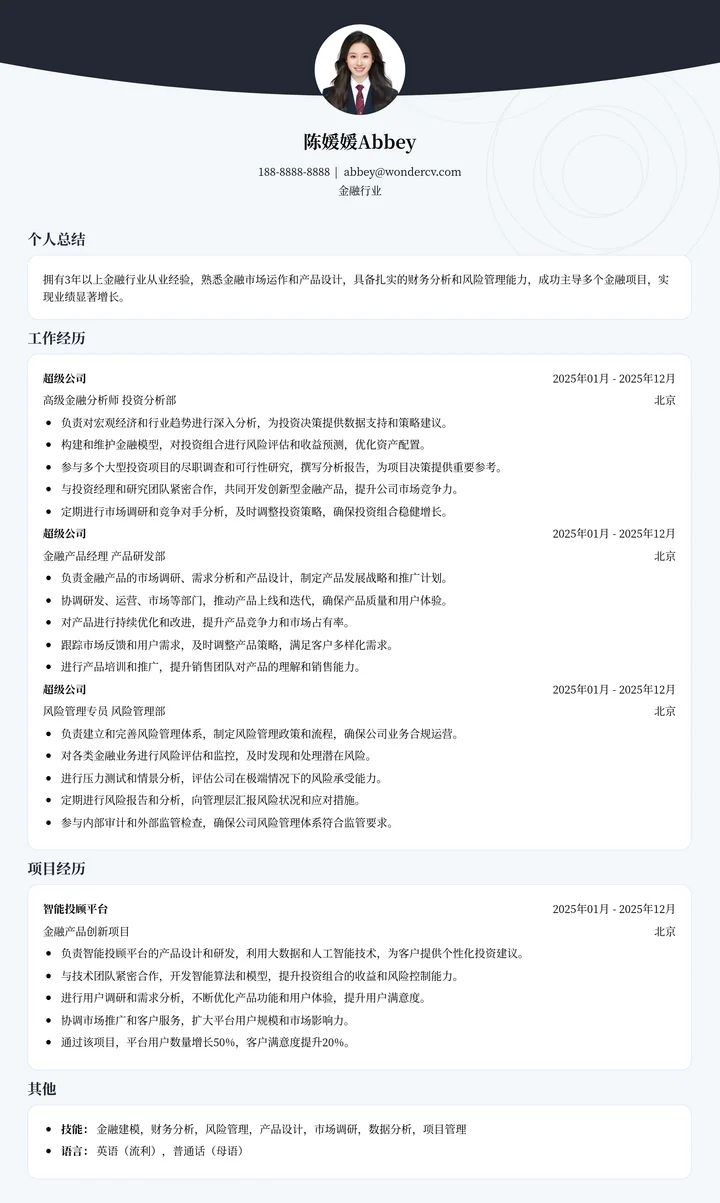 陈媛媛Abbey
188-8888-8888 | abbey@wondercv.com
金融行业
个人总结
拥有3年以上金融行业从业经验，熟悉金融市场运作和产品设计，具备扎实的财务分析和风险管理能力，成功主导多个金融项目，实
现业绩显著增长。
工作经历
超级公司 2025年01月 - 2025年12月
高级金融分析师 投资分析部 北京
• 负责对宏观经济和行业趋势进行深入分析，为投资决策提供数据支持和策略建议。
• 构建和维护金融模型，对投资组合进行风险评估和收益预测，优化资产配置。
• 参与多个大型投资项目的尽职调查和可行性研究，撰写分析报告，为项目决策提供重要参考。
• 与投资经理和研究团队紧密合作，共同开发创新型金融产品，提升公司市场竞争力。
• 定期进行市场调研和竞争对手分析，及时调整投资策略，确保投资组合稳健增长。
超级公司 2025年01月 - 2025年12月
金融产品经理 产品研发部 北京
• 负责金融产品的市场调研、需求分析和产品设计，制定产品发展战略和推广计划。
• 协调研发、运营、市场等部门，推动产品上线和迭代，确保产品质量和用户体验。
• 对产品进行持续优化和改进，提升产品竞争力和市场占有率。
• 跟踪市场反馈和用户需求，及时调整产品策略，满足客户多样化需求。
• 进行产品培训和推广，提升销售团队对产品的理解和销售能力。
超级公司 2025年01月 - 2025年12月
风险管理专员 风险管理部 北京
• 负责建立和完善风险管理体系，制定风险管理政策和流程，确保公司业务合规运营。
• 对各类金融业务进行风险评估和监控，及时发现和处理潜在风险。
• 进行压力测试和情景分析，评估公司在极端情况下的风险承受能力。
• 定期进行风险报告和分析，向管理层汇报风险状况和应对措施。
• 参与内部审计和外部监管检查，确保公司风险管理体系符合监管要求。
项目经历
智能投顾平台 2025年01月 - 2025年12月
金融产品创新项目 北京
• 负责智能投顾平台的产品设计和研发，利用大数据和人工智能技术，为客户提供个性化投资建议。
• 与技术团队紧密合作，开发智能算法和模型，提升投资组合的收益和风险控制能力。
• 进行用户调研和需求分析，不断优化产品功能和用户体验，提升用户满意度。
• 协调市场推广和客户服务，扩大平台用户规模和市场影响力。
• 通过该项目，平台用户数量增长50%，客户满意度提升20%。
其他
• 技能： 金融建模，财务分析，风险管理，产品设计，市场调研，数据分析，项目管理
• 语言： 英语（流利），普通话（母语）